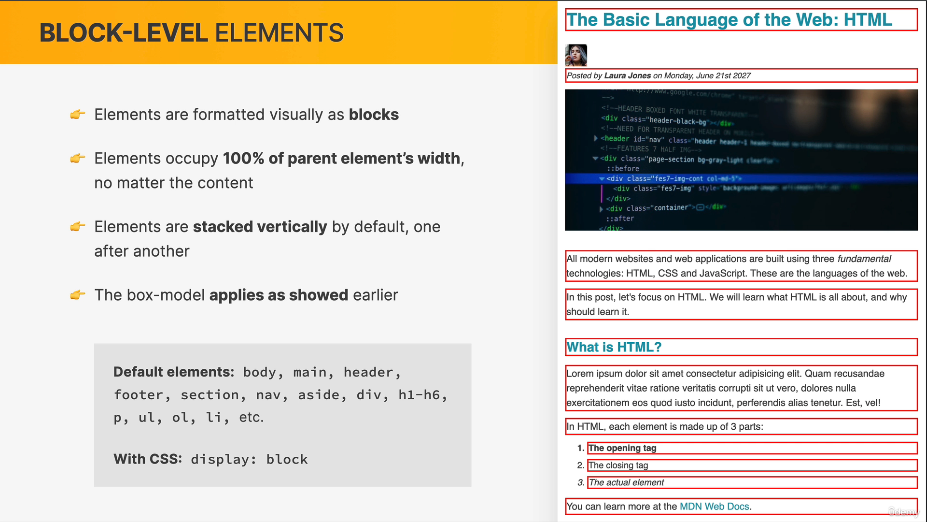 BLOCK-LEVEL ELEMENTS
Elements are formatted visually as blocks
Elements occupy 100% of parent element's width,
no matter the content
Elements are stacked vertically by default, one
after another
The box-model applies as showed earlier
Default elements: body, main, header,
footer, section, nav, aside, div, h1-h6,
p, ul, ol, li, etc.
With CSS: display: block
The Basic Language of the Web: HTML
Posted by Laura Jones on Monday, June 21st 2027
<!--HEADER BOXED FONT WHITE TRANSPARENT
<div class="header-black-bg"></div>
<!--NEED FOR TRANSPARENT HEADER ON MOBILE-->
<header id="nav" class="header header-1
<!--FEATURES 7 HALF IMG-->
<div class="page-section bg-gray-light clearfix">
::before
<div class="fes7-img-cont col-md-5">
<div class="fes7-img" style="background-image:
</div>
<div class="container"></div>
::after
</div>
All modern websites and web applications are built using three fundamental
technologies: HTML, CSS and JavaScript. These are the languages of the web.
In this post, let's focus on HTML. We will learn what HTML is all about, and why
should learn it.
What is HTML?
Lorem ipsum dolor sit amet consectetur adipisicing elit. Quam recusandae
reprehenderit vitae ratione veritatis corrupti sit ut vero, dolores nulla
exercitationem eos quod iusto incidunt, perferendis alias tenetur. Est, vel!
In HTML, each element is made up of 3 parts:
1. The opening tag
2. The closing tag
3. The actual element
You can learn more at the MDN Web Docs.